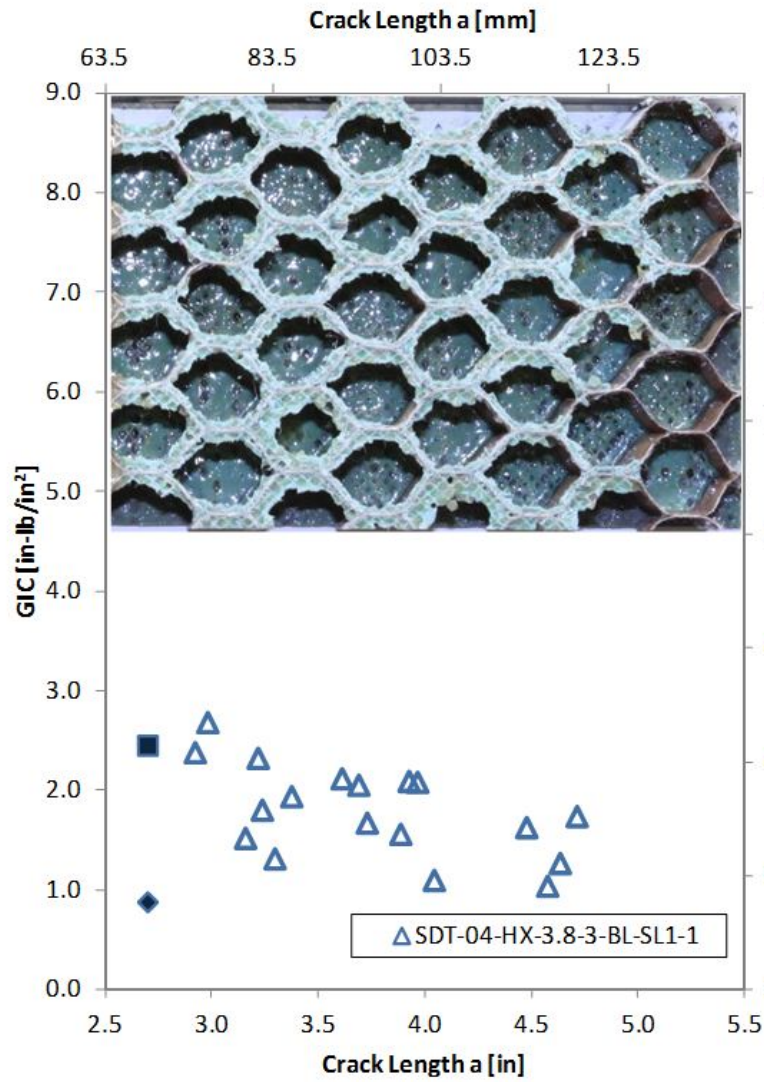 Crack Length a [mm]
63.5 83.5 103.5 123.5
9.0
8.0
7.0
6.0
5.0
4.0
3.0
2.0
1.0
0.0
GIC [in-lb/in²]
SDT-04-HX-3.8-3-BL-SL1-1
2.5 3.0 3.5 4.0 4.5 5.0 5.5
Crack Length a [in]